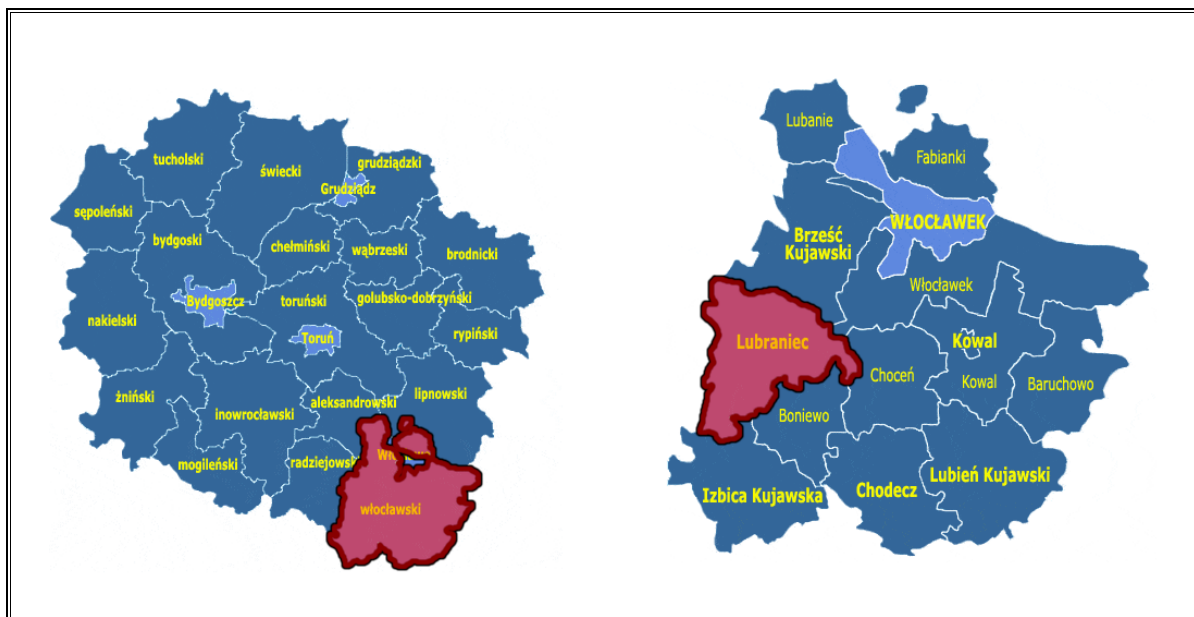 tucholski
świecki
grudziądzki
Grudziądz
sępoleński
bydgoski
chełmiński
wąbrzeski
brodnicki
Bydgoszcz
toruński
golubsko-dobrzyński
nakielski
Toruń
rypiński
żniński
inowrocławski
aleksandrowski
lipnowski
mogileński
radziejowski
włocławski
Lubanie
Fabianki
WŁOCŁAWEK
Brześć
Kujawski
Włocławek
Lubraniec
Kowal
Choceń
Kowal
Baruchowo
Boniewo
Izbica Kujawska
Chodecz
Lubień Kujawski